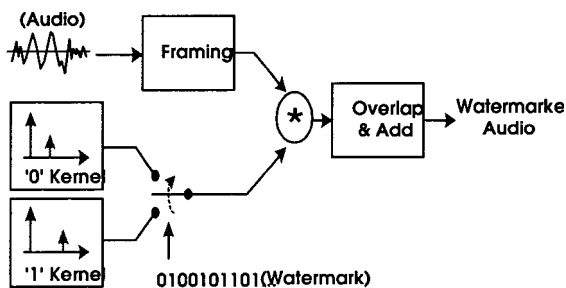 (Audio)
Framing
*
Overlap
& Add
Watermarke
Audio
'0' Kernel
'1' Kernel
0100101101(.Watermark)